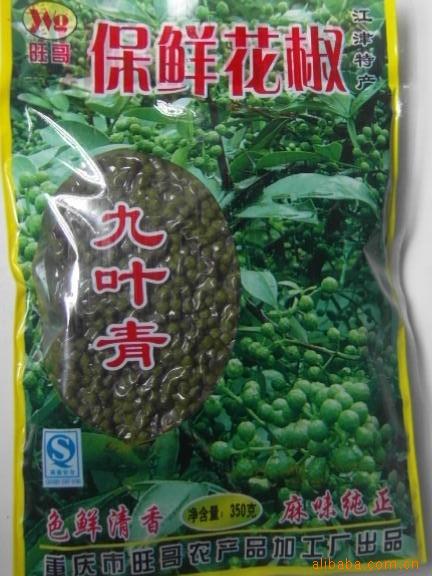 Wg
旺哥
保鲜花椒
江津特产
九叶青
色鲜清香
净含量：350克
麻味纯正
重庆市旺哥农产品加工厂出品
alibaba.com.cn